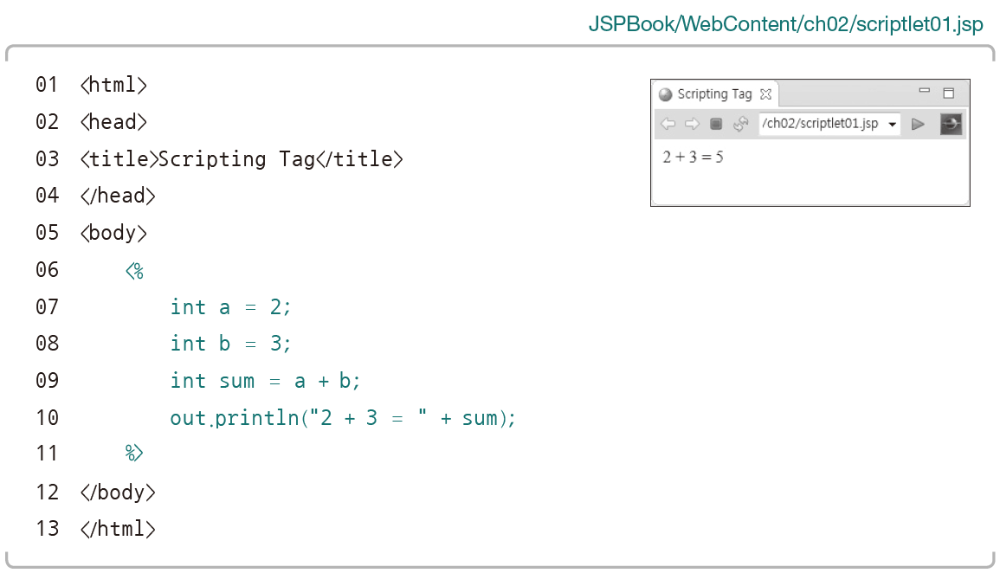 JSPBook/WebContent/ch02/scriptlet01.jsp
01 <html>
02 <head>
03 <title>Scripting Tag</title>
04 </head>
05 <body>
06     <%
07         int a = 2;
08         int b = 3;
09         int sum = a + b;
10         out.println("2 + 3 = " + sum);
11     %>
12 </body>
13 </html>
Scripting Tag
/ch02/scriptlet01.jsp
2 + 3 = 5